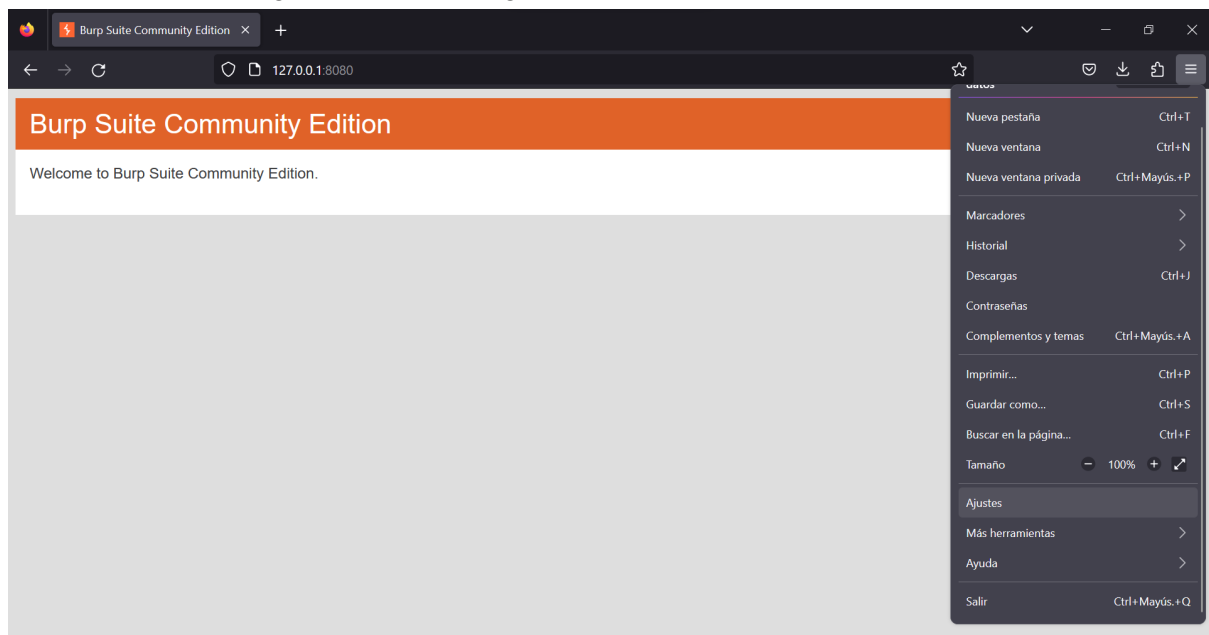 Burp Suite Community Edition
127.0.0.1:8080
datos
Burp Suite Community Edition
Welcome to Burp Suite Community Edition.
Nueva pestaña Ctrl+T
Nueva ventana Ctrl+N
Nueva ventana privada Ctrl+Mayús.+P
Marcadores
Historial
Descargas Ctrl+J
Contraseñas
Complementos y temas Ctrl+Mayús.+A
Imprimir... Ctrl+P
Guardar como... Ctrl+S
Buscar en la página... Ctrl+F
Tamaño 100%
Ajustes
Más herramientas
Ayuda
Salir Ctrl+Mayús.+Q